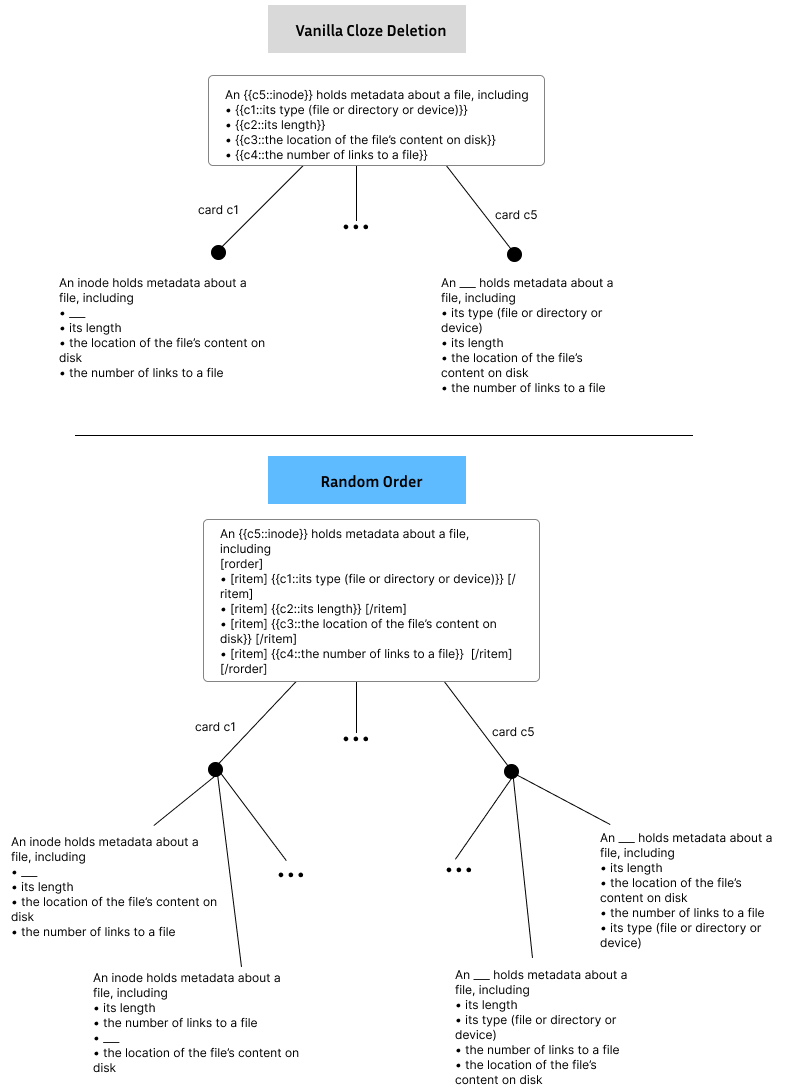 Vanilla Cloze Deletion
An {{c5::inode}} holds metadata about a file, including
• {{c1::its type (file or directory or device)}}
• {{c2::its length}}
• {{c3::the location of the file’s content on disk}}
• {{c4::the number of links to a file}}
card c1
•••
card c5
An inode holds metadata about a
file, including
• ___
• its length
• the location of the file’s content on
disk
• the number of links to a file
An ___ holds metadata about a
file, including
• its type (file or directory or
device)
• its length
• the location of the file’s
content on disk
• the number of links to a file
Random Order
An {{c5::inode}} holds metadata about a file,
including
[rorder]
• [ritem] {{c1::its type (file or directory or device)}} [/
ritem]
• [ritem] {{c2::its length}} [/ritem]
• [ritem] {{c3::the location of the file’s content on
disk}} [/ritem]
• [ritem] {{c4::the number of links to a file}}  [/ritem]
[/rorder]
card c1
•••
card c5
An inode holds metadata about a
file, including
• ___
• its length
• the location of the file’s content on
disk
• the number of links to a file
•••
An inode holds metadata about a
file, including
• its length
• the number of links to a file
• ___
• the location of the file’s content on
disk
•••
An ___ holds metadata about a
file, including
• its length
• its type (file or directory or
device)
• the number of links to a file
• the location of the file’s
content on disk
An ___ holds metadata about a
file, including
• its length
• the location of the file’s
content on disk
• the number of links to a file
• its type (file or directory or
device)